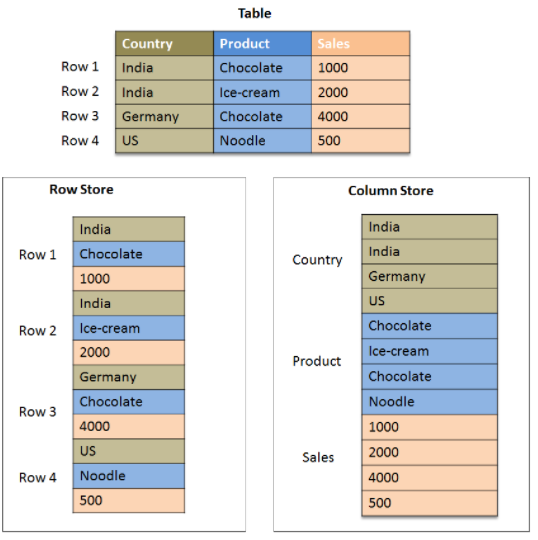 Table
Country Product Sales
Row 1 India Chocolate 1000
Row 2 India Ice-cream 2000
Row 3 Germany Chocolate 4000
Row 4 US Noodle 500
Row Store
India
Row 1 Chocolate
1000
India
Row 2 Ice-cream
2000
Germany
Row 3 Chocolate
4000
US
Row 4 Noodle
500
Column Store
India
Country India
Germany
US
Chocolate
Product Ice-cream
Chocolate
Noodle
1000
Sales 2000
4000
500